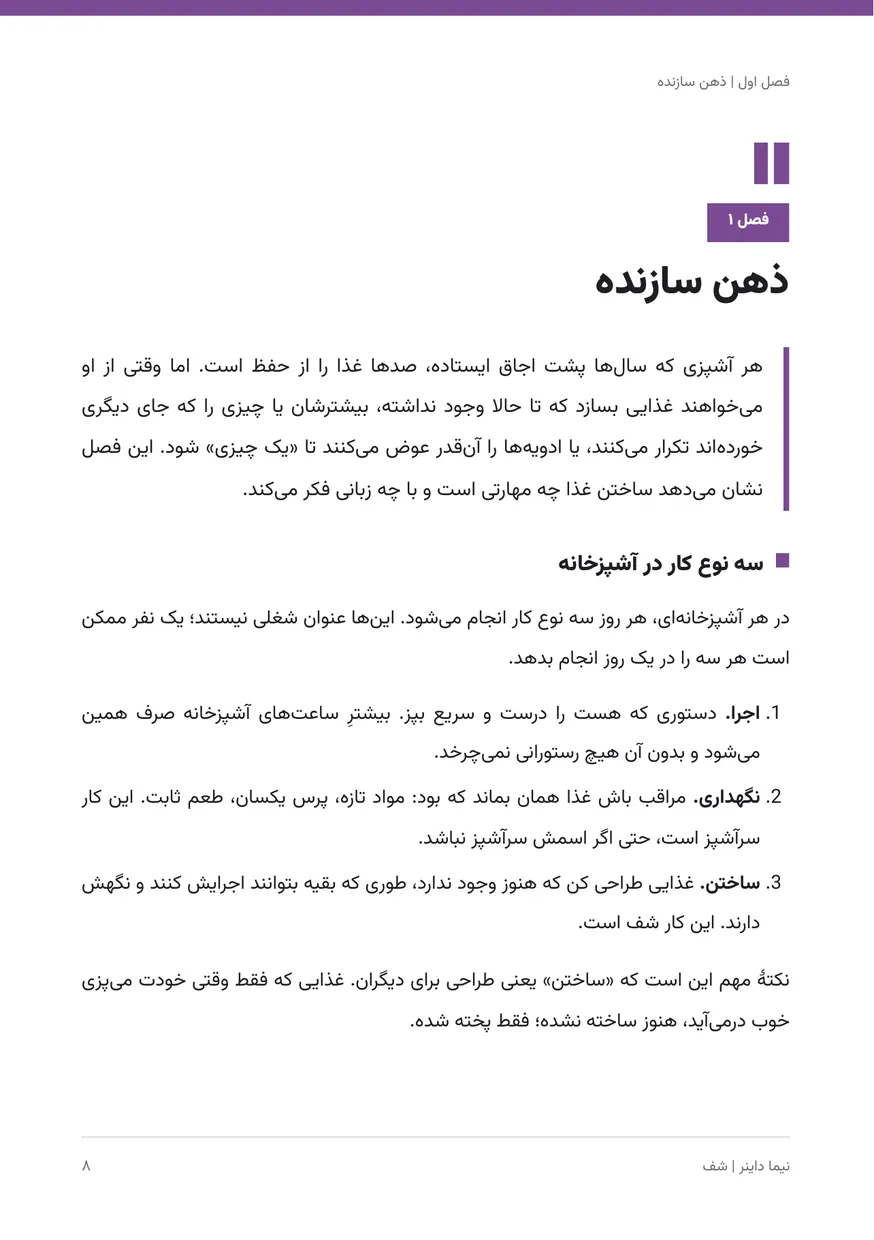 فصل اول | ذهن سازنده
فصل ۱
ذهن سازنده
هر آشپزی که سال‌ها پشت اجاق ایستاده، صدها غذا را از حفظ است. اما وقتی از او
می‌خواهند غذایی بسازد که تا حالا وجود نداشته، بیشترشان یا چیزی را که جای دیگری
خورده‌اند تکرار می‌کنند، یا ادویه‌ها را آن‌قدر عوض می‌کنند تا «یک چیزی» شود. این فصل
نشان می‌دهد ساختن غذا چه مهارتی است و با چه زبانی فکر می‌کند.
سه نوع کار در آشپزخانه
در هر آشپزخانه‌ای، هر روز سه نوع کار انجام می‌شود. این‌ها عنوان شغلی نیستند؛ یک نفر ممکن
است هر سه را در یک روز انجام بدهد.
1. اجرا. دستوری که هست را درست و سریع بپز. بیشترِ ساعت‌های آشپزخانه صرف همین
می‌شود و بدون آن هیچ رستورانی نمی‌چرخد.
2. نگهداری. مراقب باش غذا همان بماند که بود: مواد تازه، پرس یکسان، طعم ثابت. این کار
سرآشپز است، حتی اگر اسمش سرآشپز نباشد.
3. ساختن. غذایی طراحی کن که هنوز وجود ندارد، طوری که بقیه بتوانند اجرایش کنند و نگهش
دارند. این کار شف است.
نکتهٔ مهم این است که «ساختن» یعنی طراحی برای دیگران. غذایی که فقط وقتی خودت می‌پزی
خوب درمی‌آید، هنوز ساخته نشده؛ فقط پخته شده.
نیما داینر | شف
۸